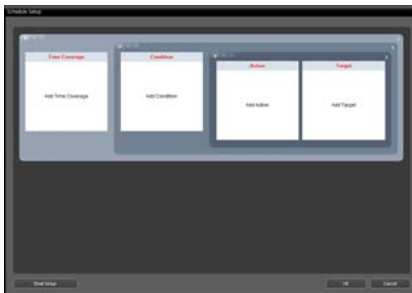 Schedule Setup
Time Coverage
Condition
Action
Target
Add Time Coverage
Add Condition
Add Action
Add Target
Email Setup
OK
Cancel